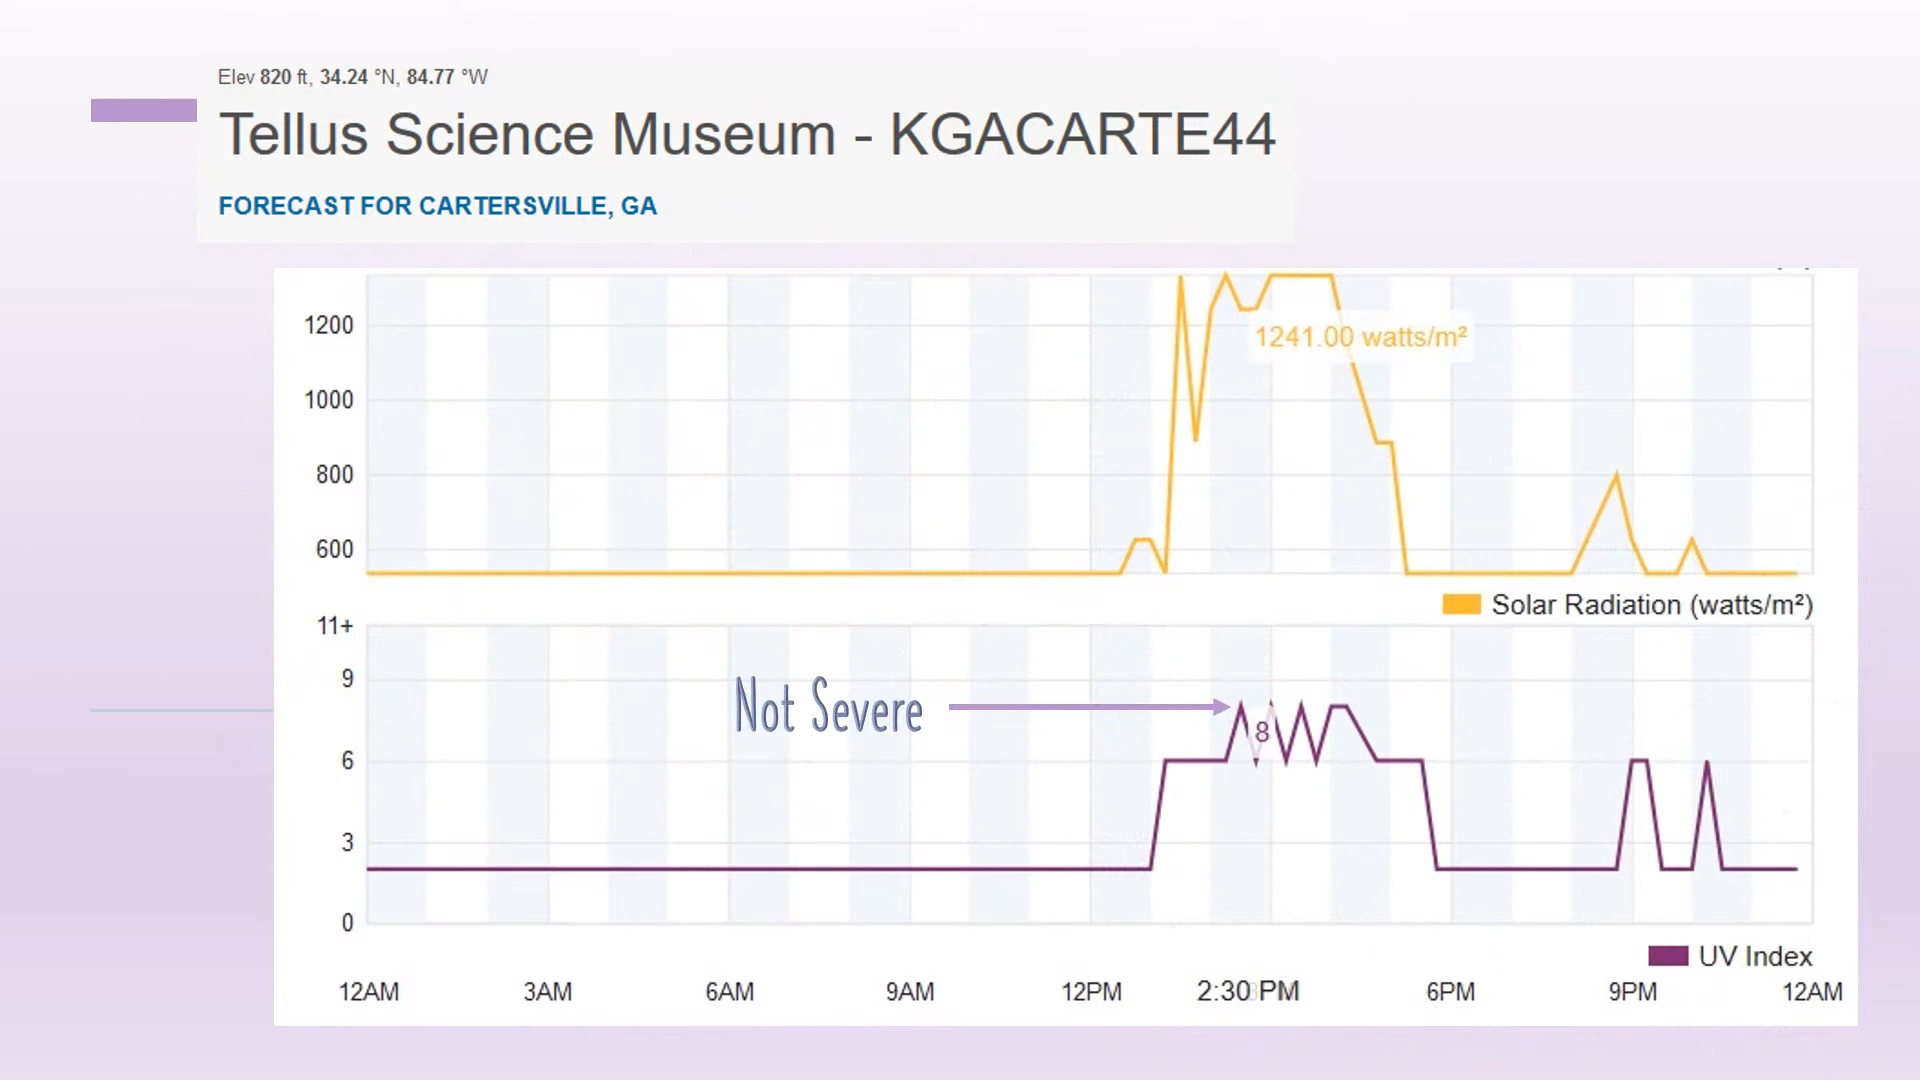 Elev 820 ft, 34.24 °N, 84.77 °W
Tellus Science Museum - KGACARTE44
FORECAST FOR CARTERSVILLE, GA
1200
1000
800
600
1241.00 watts/m²
Solar Radiation (watts/m²)
11+
9
6
3
0
Not Severe
8
UV Index
12AM 3AM 6AM 9AM 12PM 2:30 PM 6PM 9PM 12AM